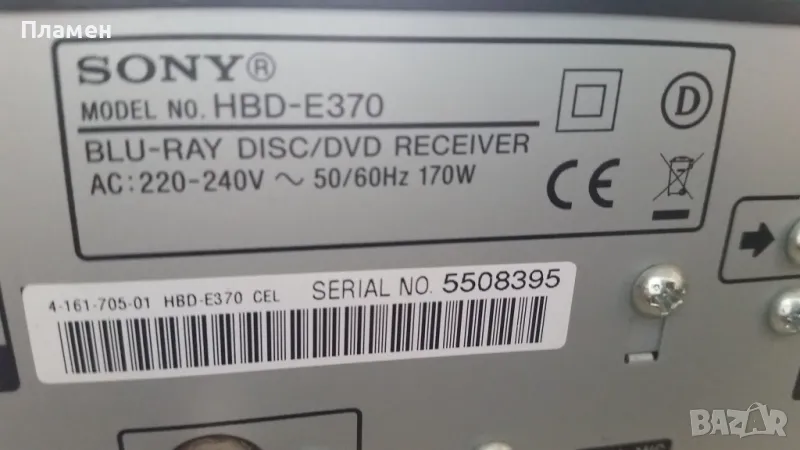 Пламен
SONY®
MODEL NO. HBD-E370
D
BLU-RAY DISC/DVD RECEIVER
AC: 220-240V ~ 50/60Hz 170W
CE
4-161-705-01 HBD-E370 CEL SERIAL NO. 5508395
BAZAR